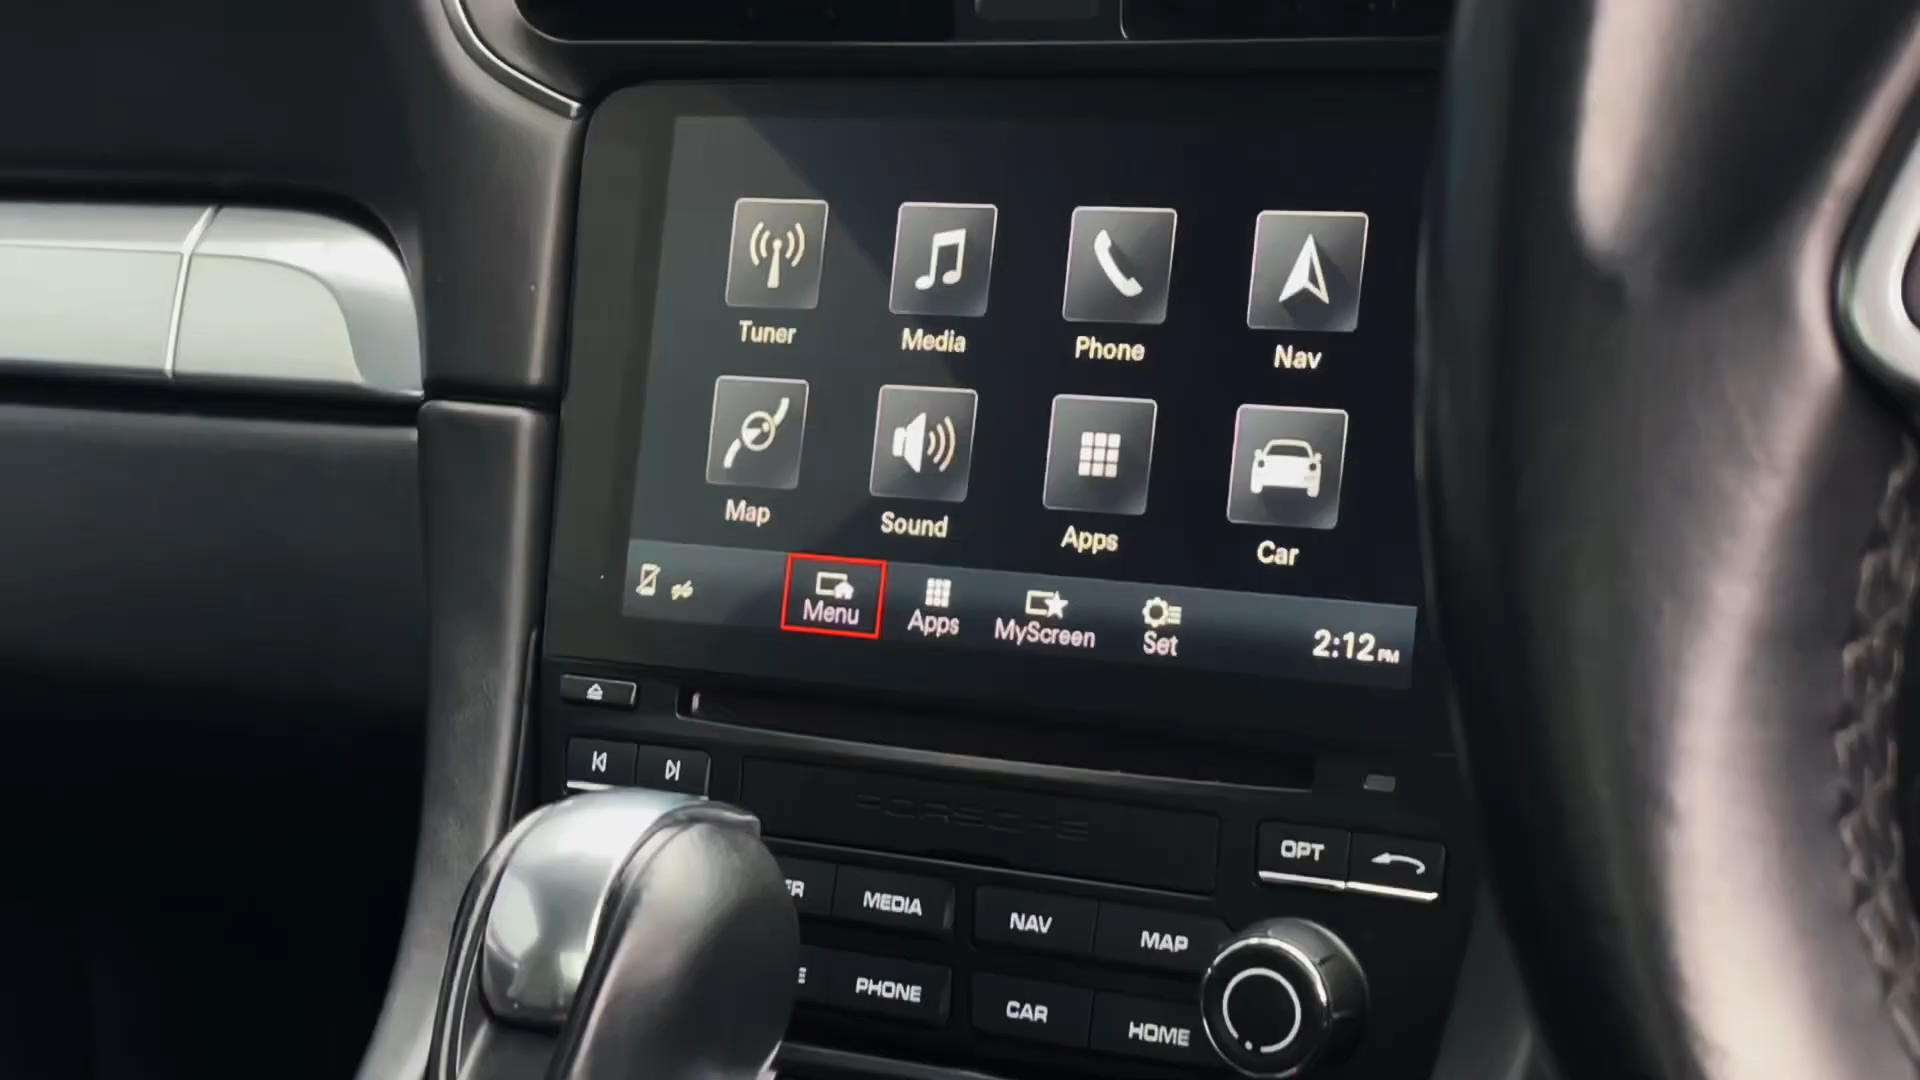 Tuner
Media
Phone
Nav
Map
Sound
Apps
Car
Menu
Apps
MyScreen
Set
2:12 PM
PORSCHE
OPT
MEDIA
NAV
MAP
PHONE
CAR
HOME